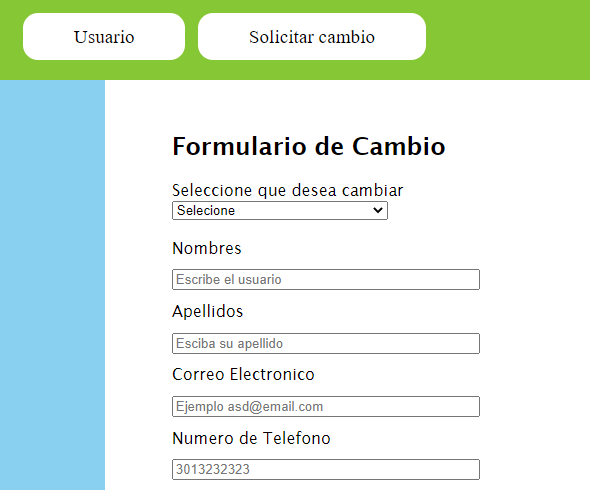 Usuario Solicitar cambio
Formulario de Cambio
Seleccione que desea cambiar
Selecione
Nombres
Escribe el usuario
Apellidos
Esciba su apellido
Correo Electronico
Ejemplo asd@email.com
Numero de Telefono
3013232323